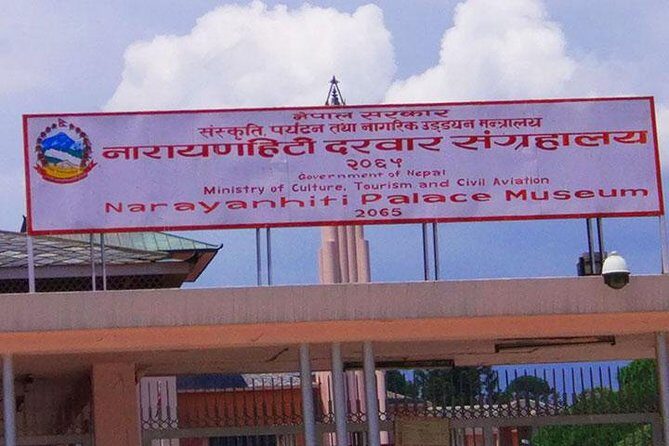 नेपाल सरकार
संस्कृति, पर्यटन तथा नागरिक उड्डयन मन्त्रालय
नारायणहिटी दरवार संग्रहालय
२०६५
Government of Nepal
Ministry of Culture, Tourism and Civil Aviation
Narayanhiti Palace Museum
2065